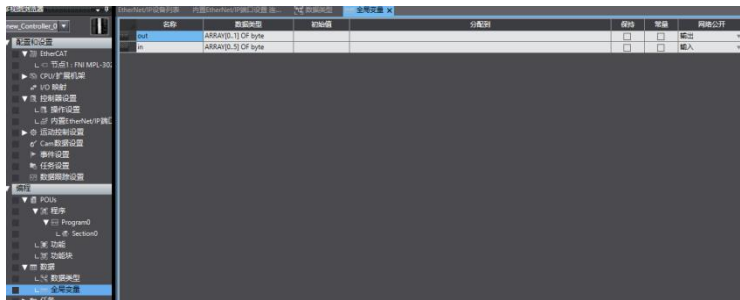 new_Controller_0
EtherNet/IP设备列表 内置EtherNet/IP端口设置 连... 数据类型 全局变量
配置和设置
EtherCAT
节点1 : FNI MPL-302
CPU/扩展机架
I/O 映射
控制器设置
操作设置
内置EtherNet/IP端口
运动控制设置
Cam数据设置
事件设置
任务设置
数据跟踪设置
编程
POUs
程序
Program0
Section0
功能
功能块
数据
数据类型
全局变量
名称 数据类型 初始值 分配到 保持 常量 网络公开
out ARRAY[0..1] OF byte 输出
in ARRAY[0..5] OF byte 输入